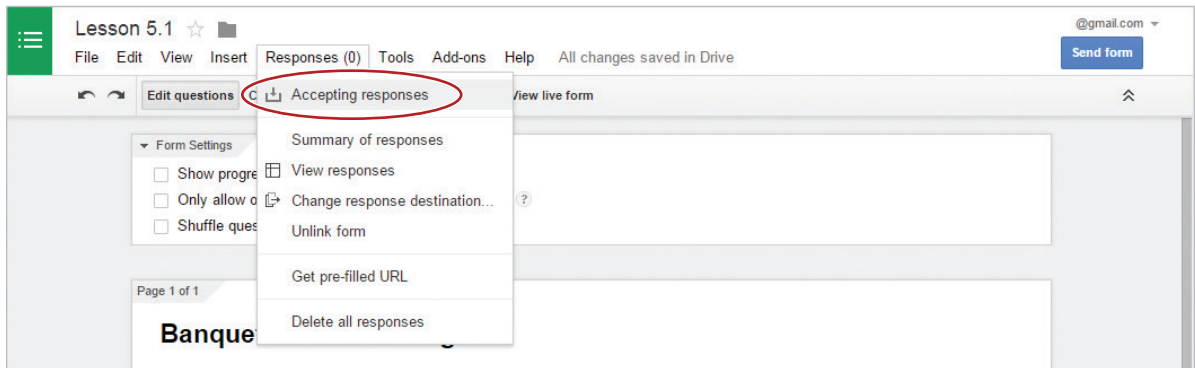 Lesson 5.1
@gmail.com
File Edit View Insert Responses (0) Tools Add-ons Help All changes saved in Drive
Send form
Edit questions
Accepting responses
View live form
Summary of responses
Form Settings
Show progre
View responses
Only allow o
Change response destination...
?
Shuffle ques
Unlink form
Get pre-filled URL
Page 1 of 1
Delete all responses
Banque